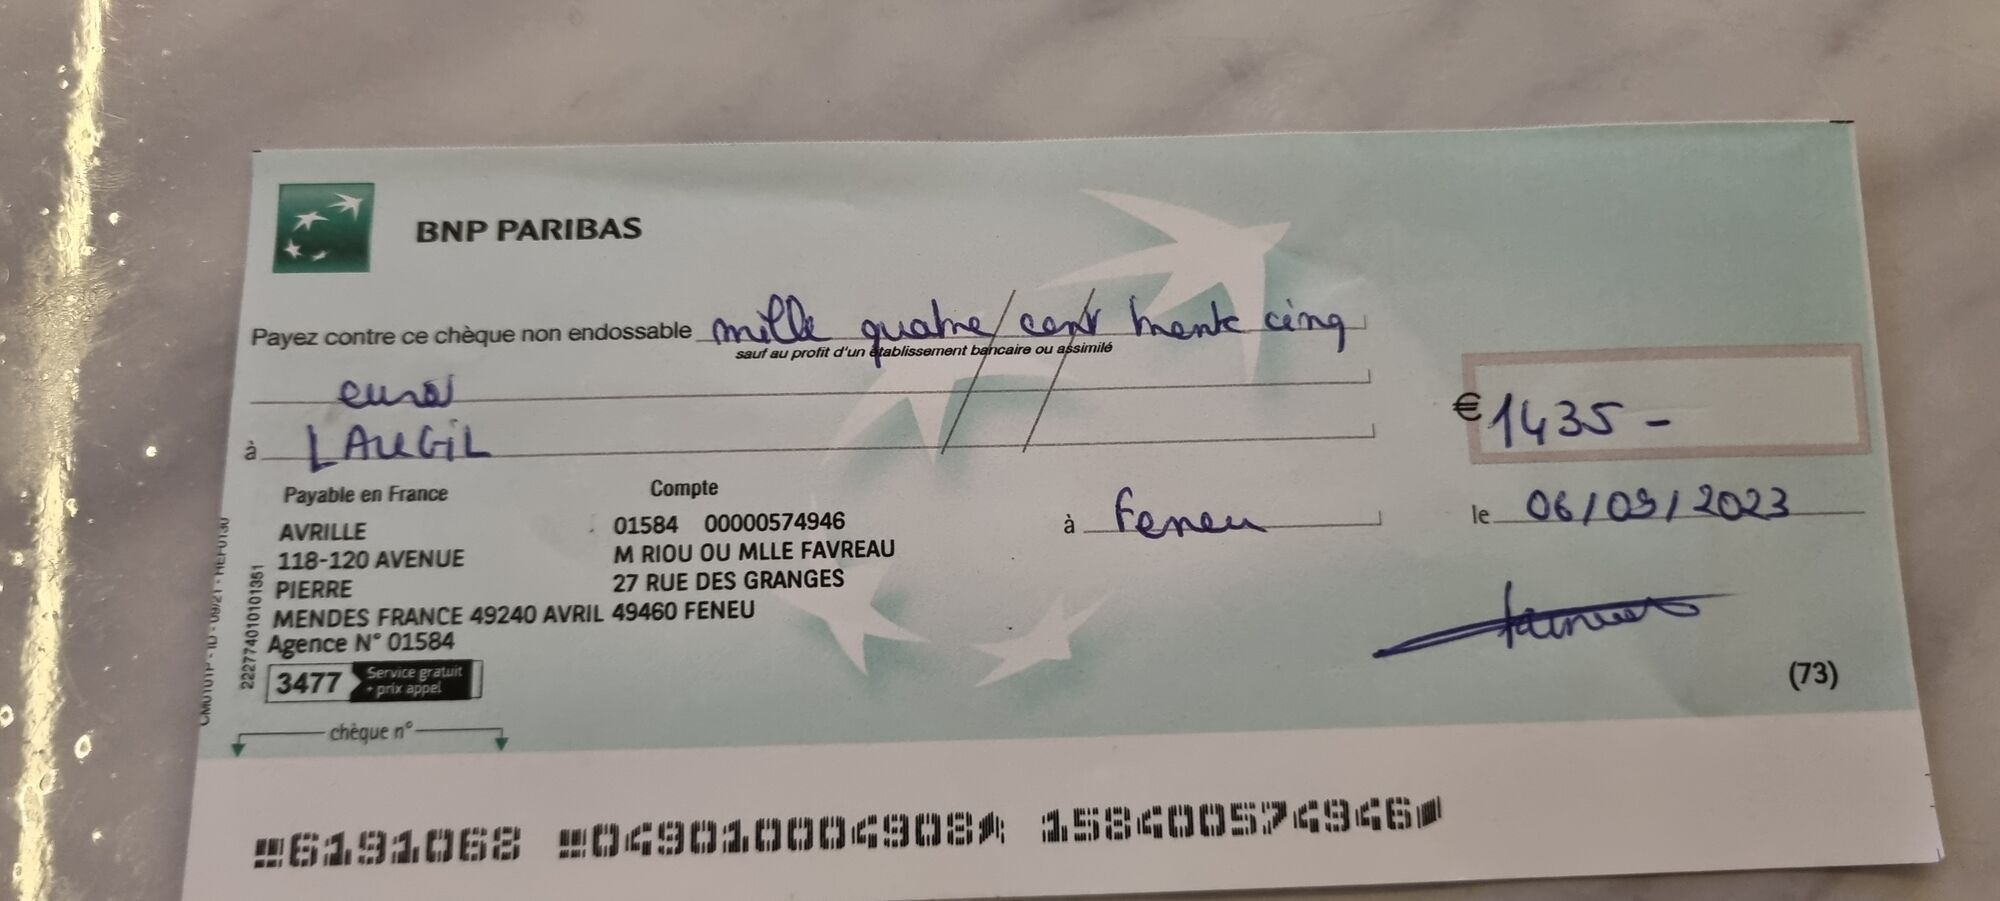 BNP PARIBAS
Payez contre ce chèque non endossable mille quatre cent trente cinq
sauf au profit d'un établissement bancaire ou assimilé
euros
à LAUGIL
€ 1435 -
Payable en France
AVRILLE
118-120 AVENUE
PIERRE
MENDES FRANCE 49240 AVRIL
Agence N° 01584
3477 Service gratuit
+ prix appel
Compte
01584 00000574946
M RIOU OU MLLE FAVREAU
27 RUE DES GRANGES
49460 FENEU
à Feneu
le 06/09/2023
(73)
2227740101013S1
chèque n°
6191068 049010004908 158400574946